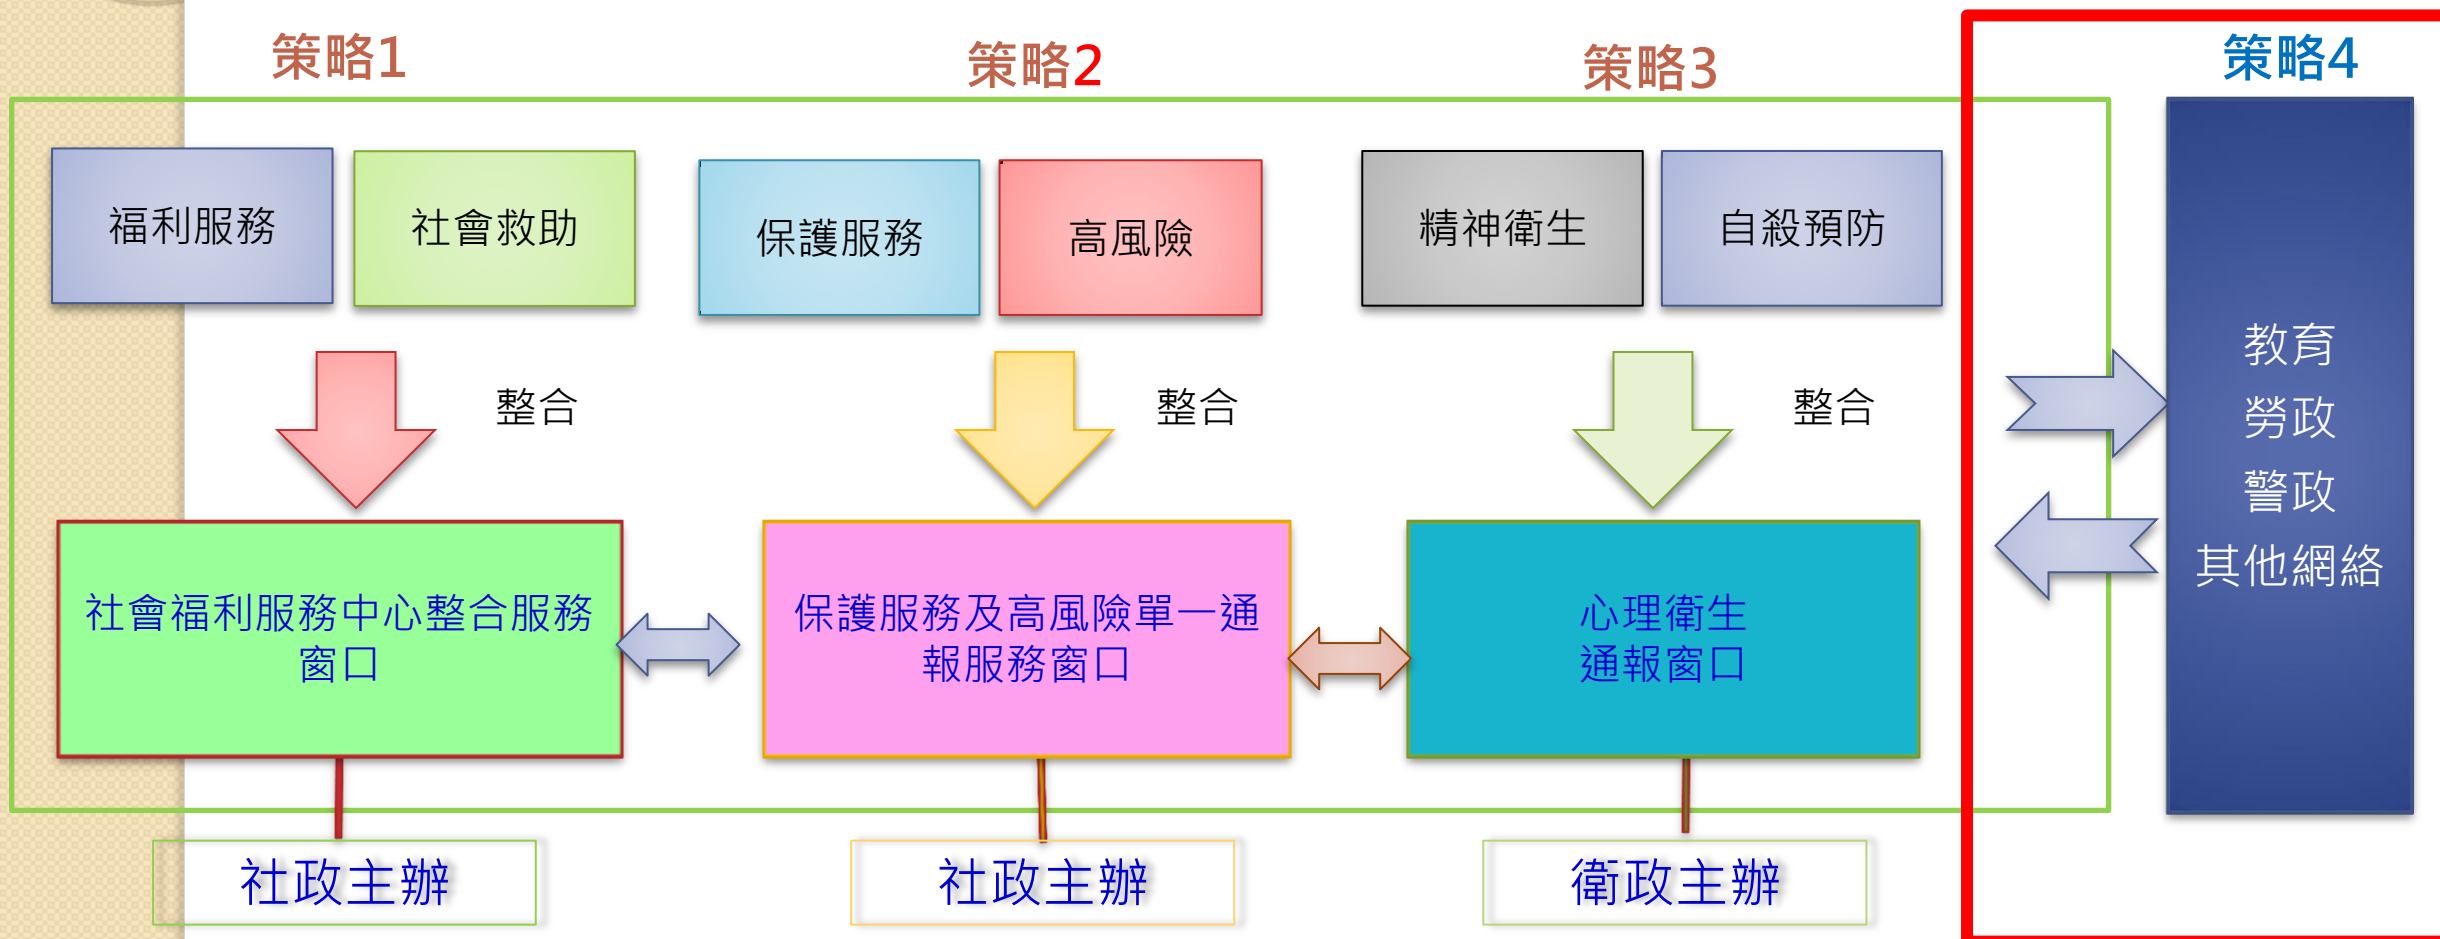 策略1
策略2
策略3
策略4
福利服務
社會救助
保護服務
高風險
精神衛生
自殺預防
整合
整合
整合
教育
勞政
警政
其他網絡
社會福利服務中心整合服務
窗口
保護服務及高風險單一通
報服務窗口
心理衛生
通報窗口
社政主辦
社政主辦
衛政主辦